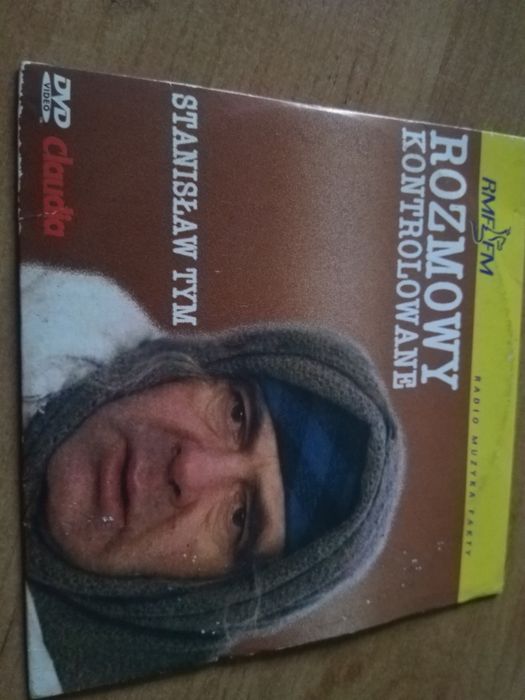 RMF FM
RADIO MUZYKA FAKTY
ROZMOWY
KONTROLOWANE
STANISŁAW TYM
DVD
VIDEO
claudia